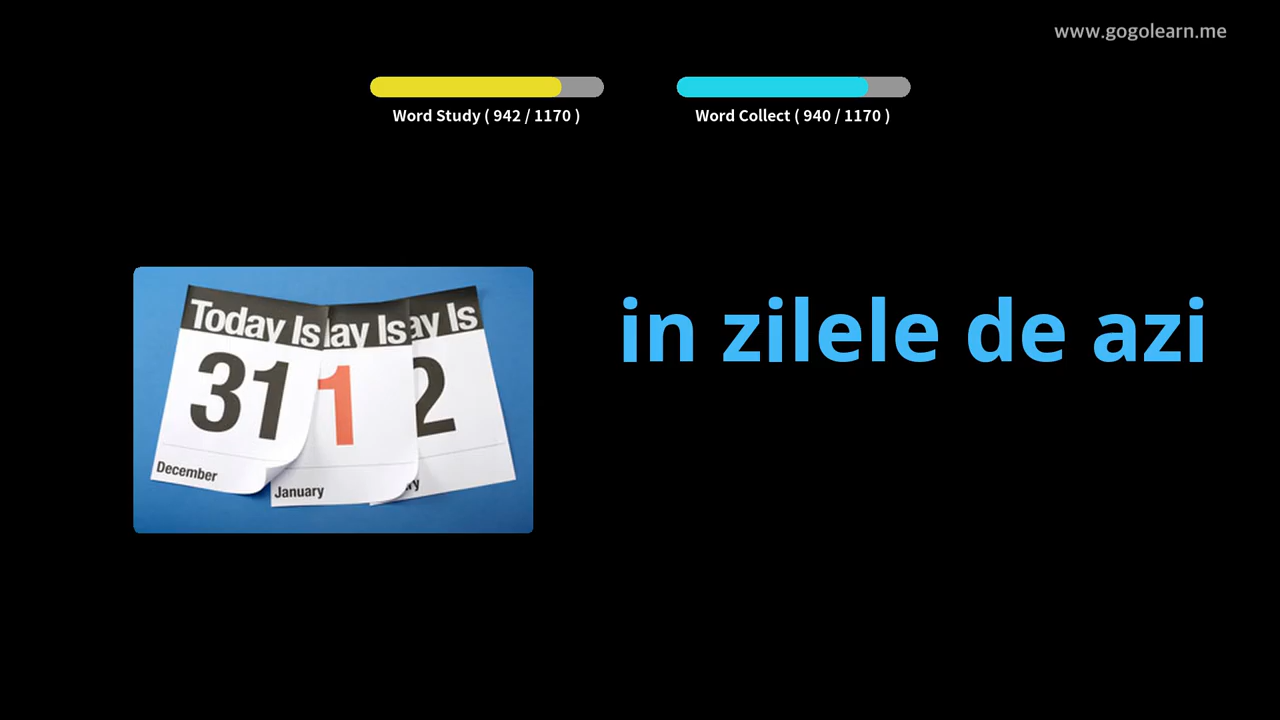 www.gogolearn.me
Word Study ( 942 / 1170 )
Word Collect ( 940 / 1170 )
in zilele de azi
Today Is
ay Is
ay Is
31
1
2
December
January
ry